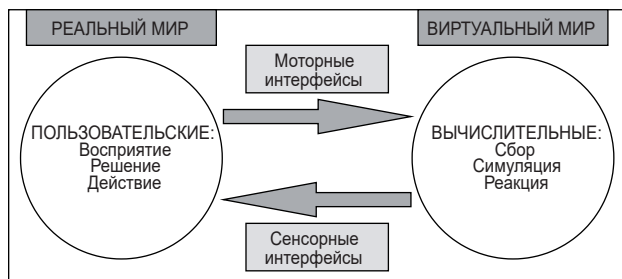 РЕАЛЬНЫЙ МИР
ВИРТУАЛЬНЫЙ МИР
Моторные
интерфейсы
ПОЛЬЗОВАТЕЛЬСКИЕ:
Восприятие
Решение
Действие
ВЫЧИСЛИТЕЛЬНЫЕ:
Сбор
Симуляция
Реакция
Сенсорные
интерфейсы